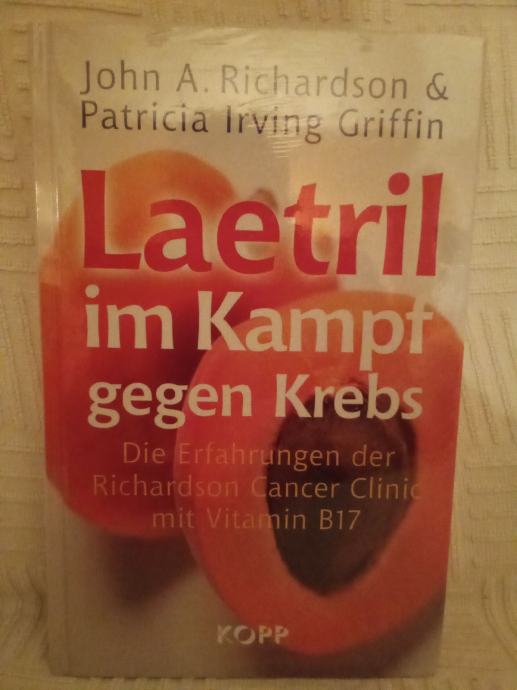 John A. Richardson &
Patricia Irving Griffin
Laetril
im Kampf
gegen Krebs
Die Erfahrungen der
Richardson Cancer Clinic
mit Vitamin B17
KOPP